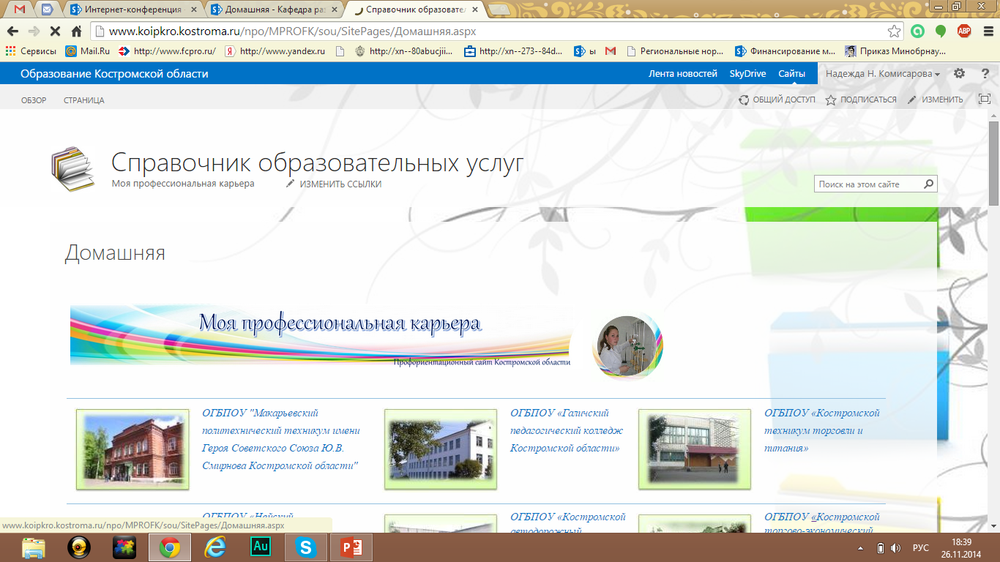 Интернет-конференция
Домашняя - Кафедра раз
Справочник образовател
www.koipkro.kostroma.ru/npo/MPROFK/sou/SitePages/Домашняя.aspx
ABP
Сервисы
Mail.Ru
http://www.fcpro.ru/
http://www.yandex.ru
http://xn--80abucjii...
http://xn--273--84d...
ы
Региональные нор...
Финансирование м...
Приказ Минобрнау...
Образование Костромской области
Лента новостей
SkyDrive
Сайты
Надежда Н. Комисарова
?
ОБЗОР
СТРАНИЦА
ОБЩИЙ ДОСТУП
ПОДПИСАТЬСЯ
ИЗМЕНИТЬ
Справочник образовательных услуг
Моя профессиональная карьера
ИЗМЕНИТЬ ССЫЛКИ
Поиск на этом сайте
Домашняя
Моя профессиональная карьера
Профориентационный сайт Костромской области
ОГБПОУ "Макарьевский
политехнический техникум имени
Героя Советского Союза Ю.В.
Смирнова Костромской области"
ОГБПОУ «Галичский
педагогический колледж
Костромской области»
ОГБПОУ «Костромской
техникум торговли и
питания»
ОГБПОУ «Нейский
ОГБПОУ «Костромской
автодорожный
ОГБПОУ «Костромской
торгово-экономический
www.koipkro.kostroma.ru/npo/MPROFK/sou/SitePages/Домашняя.aspx
Au
РУС
18:39
26.11.2014